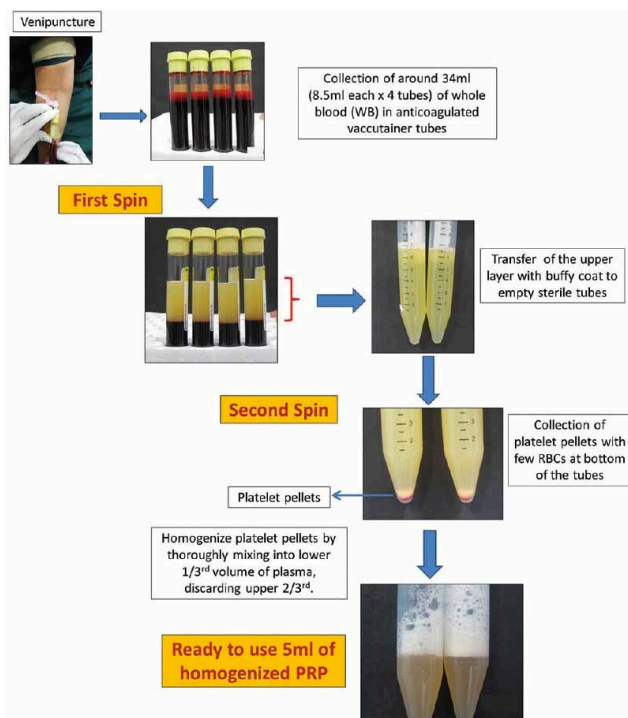 Venipuncture
Collection of around 34ml
(8.5ml each x 4 tubes) of whole
blood (WB) in anticoagulated
vaccutainer tubes
First Spin
Transfer of the upper
layer with buffy coat to
empty sterile tubes
Second Spin
Collection of
platelet pellets with
few RBCs at bottom
of the tubes
Platelet pellets
Homogenize platelet pellets by
thoroughly mixing into lower
1/3rd volume of plasma,
discarding upper 2/3rd.
Ready to use 5ml of
homogenized PRP